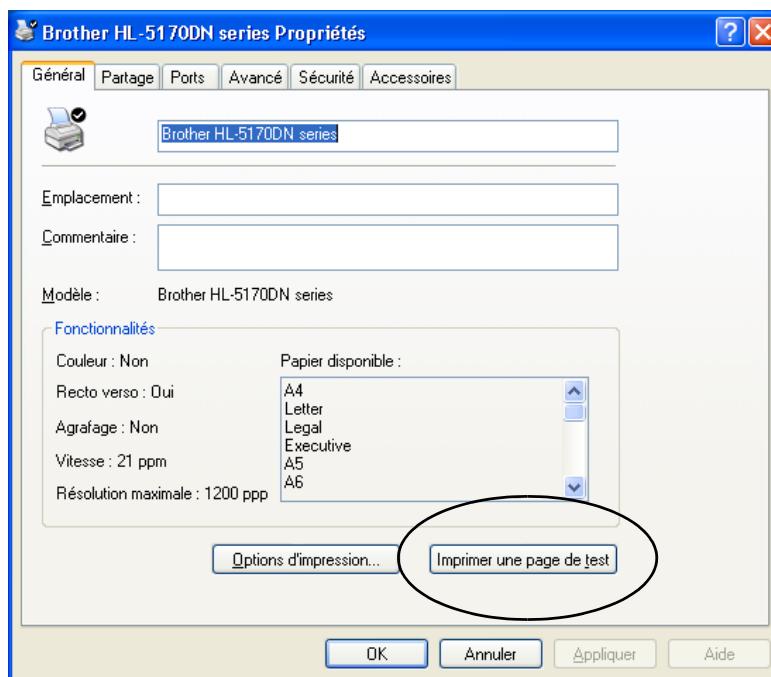 Brother HL-5170DN series Propriétés
Général Partage Ports Avancé Sécurité Accessoires
Brother HL-5170DN series
Emplacement :
Commentaire :
Modèle : Brother HL-5170DN series
Fonctionnalités
Couleur : Non
Papier disponible :
Recto verso : Oui
Agrafage : Non
Vitesse : 21 ppm
Résolution maximale : 1200 ppp
A4
Letter
Legal
Executive
A5
A6
Options d'impression...
Imprimer une page de test
OK Annuler Appliquer Aide